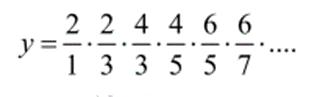 y = 2/1 · 2/3 · 4/3 · 4/5 · 6/5 · 6/7 · ....